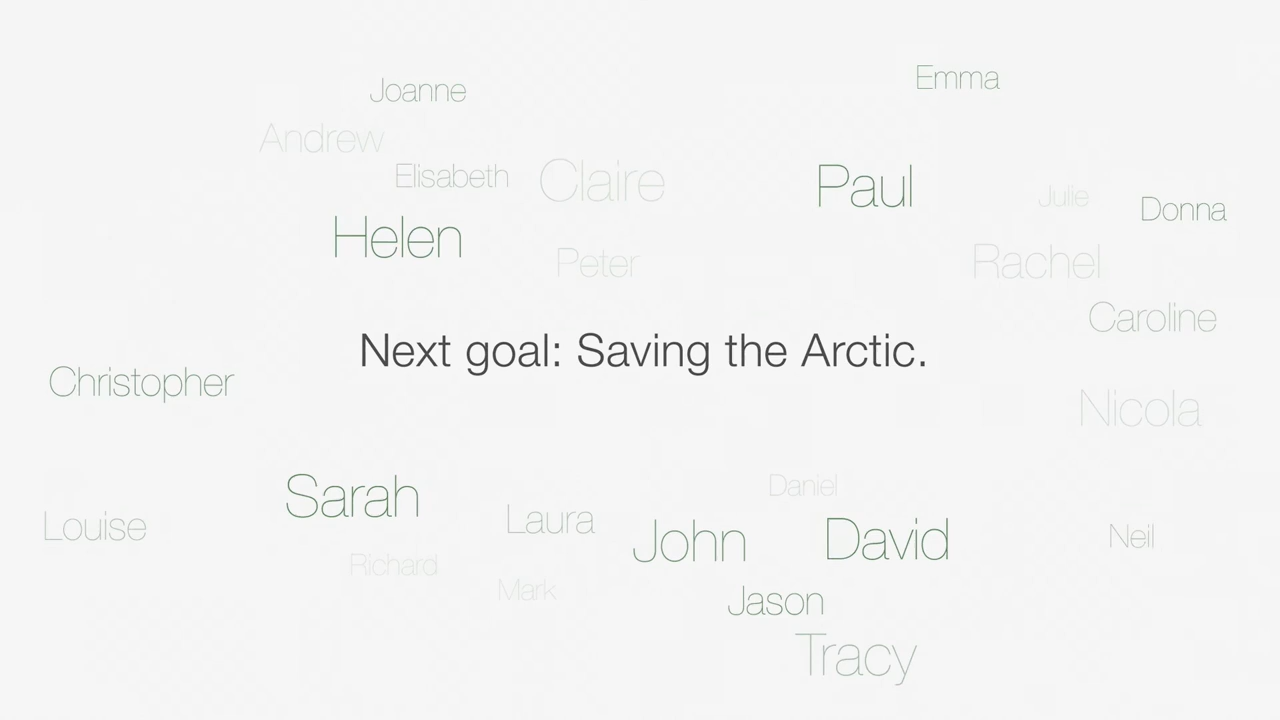 Emma
Joanne
Andrew
Elisabeth
Claire
Paul
Julie
Donna
Helen
Peter
Rachel
Caroline
Next goal: Saving the Arctic.
Christopher
Nicola
Sarah
Daniel
Louise
Laura
John
David
Neil
Richard
Mark
Jason
Tracy